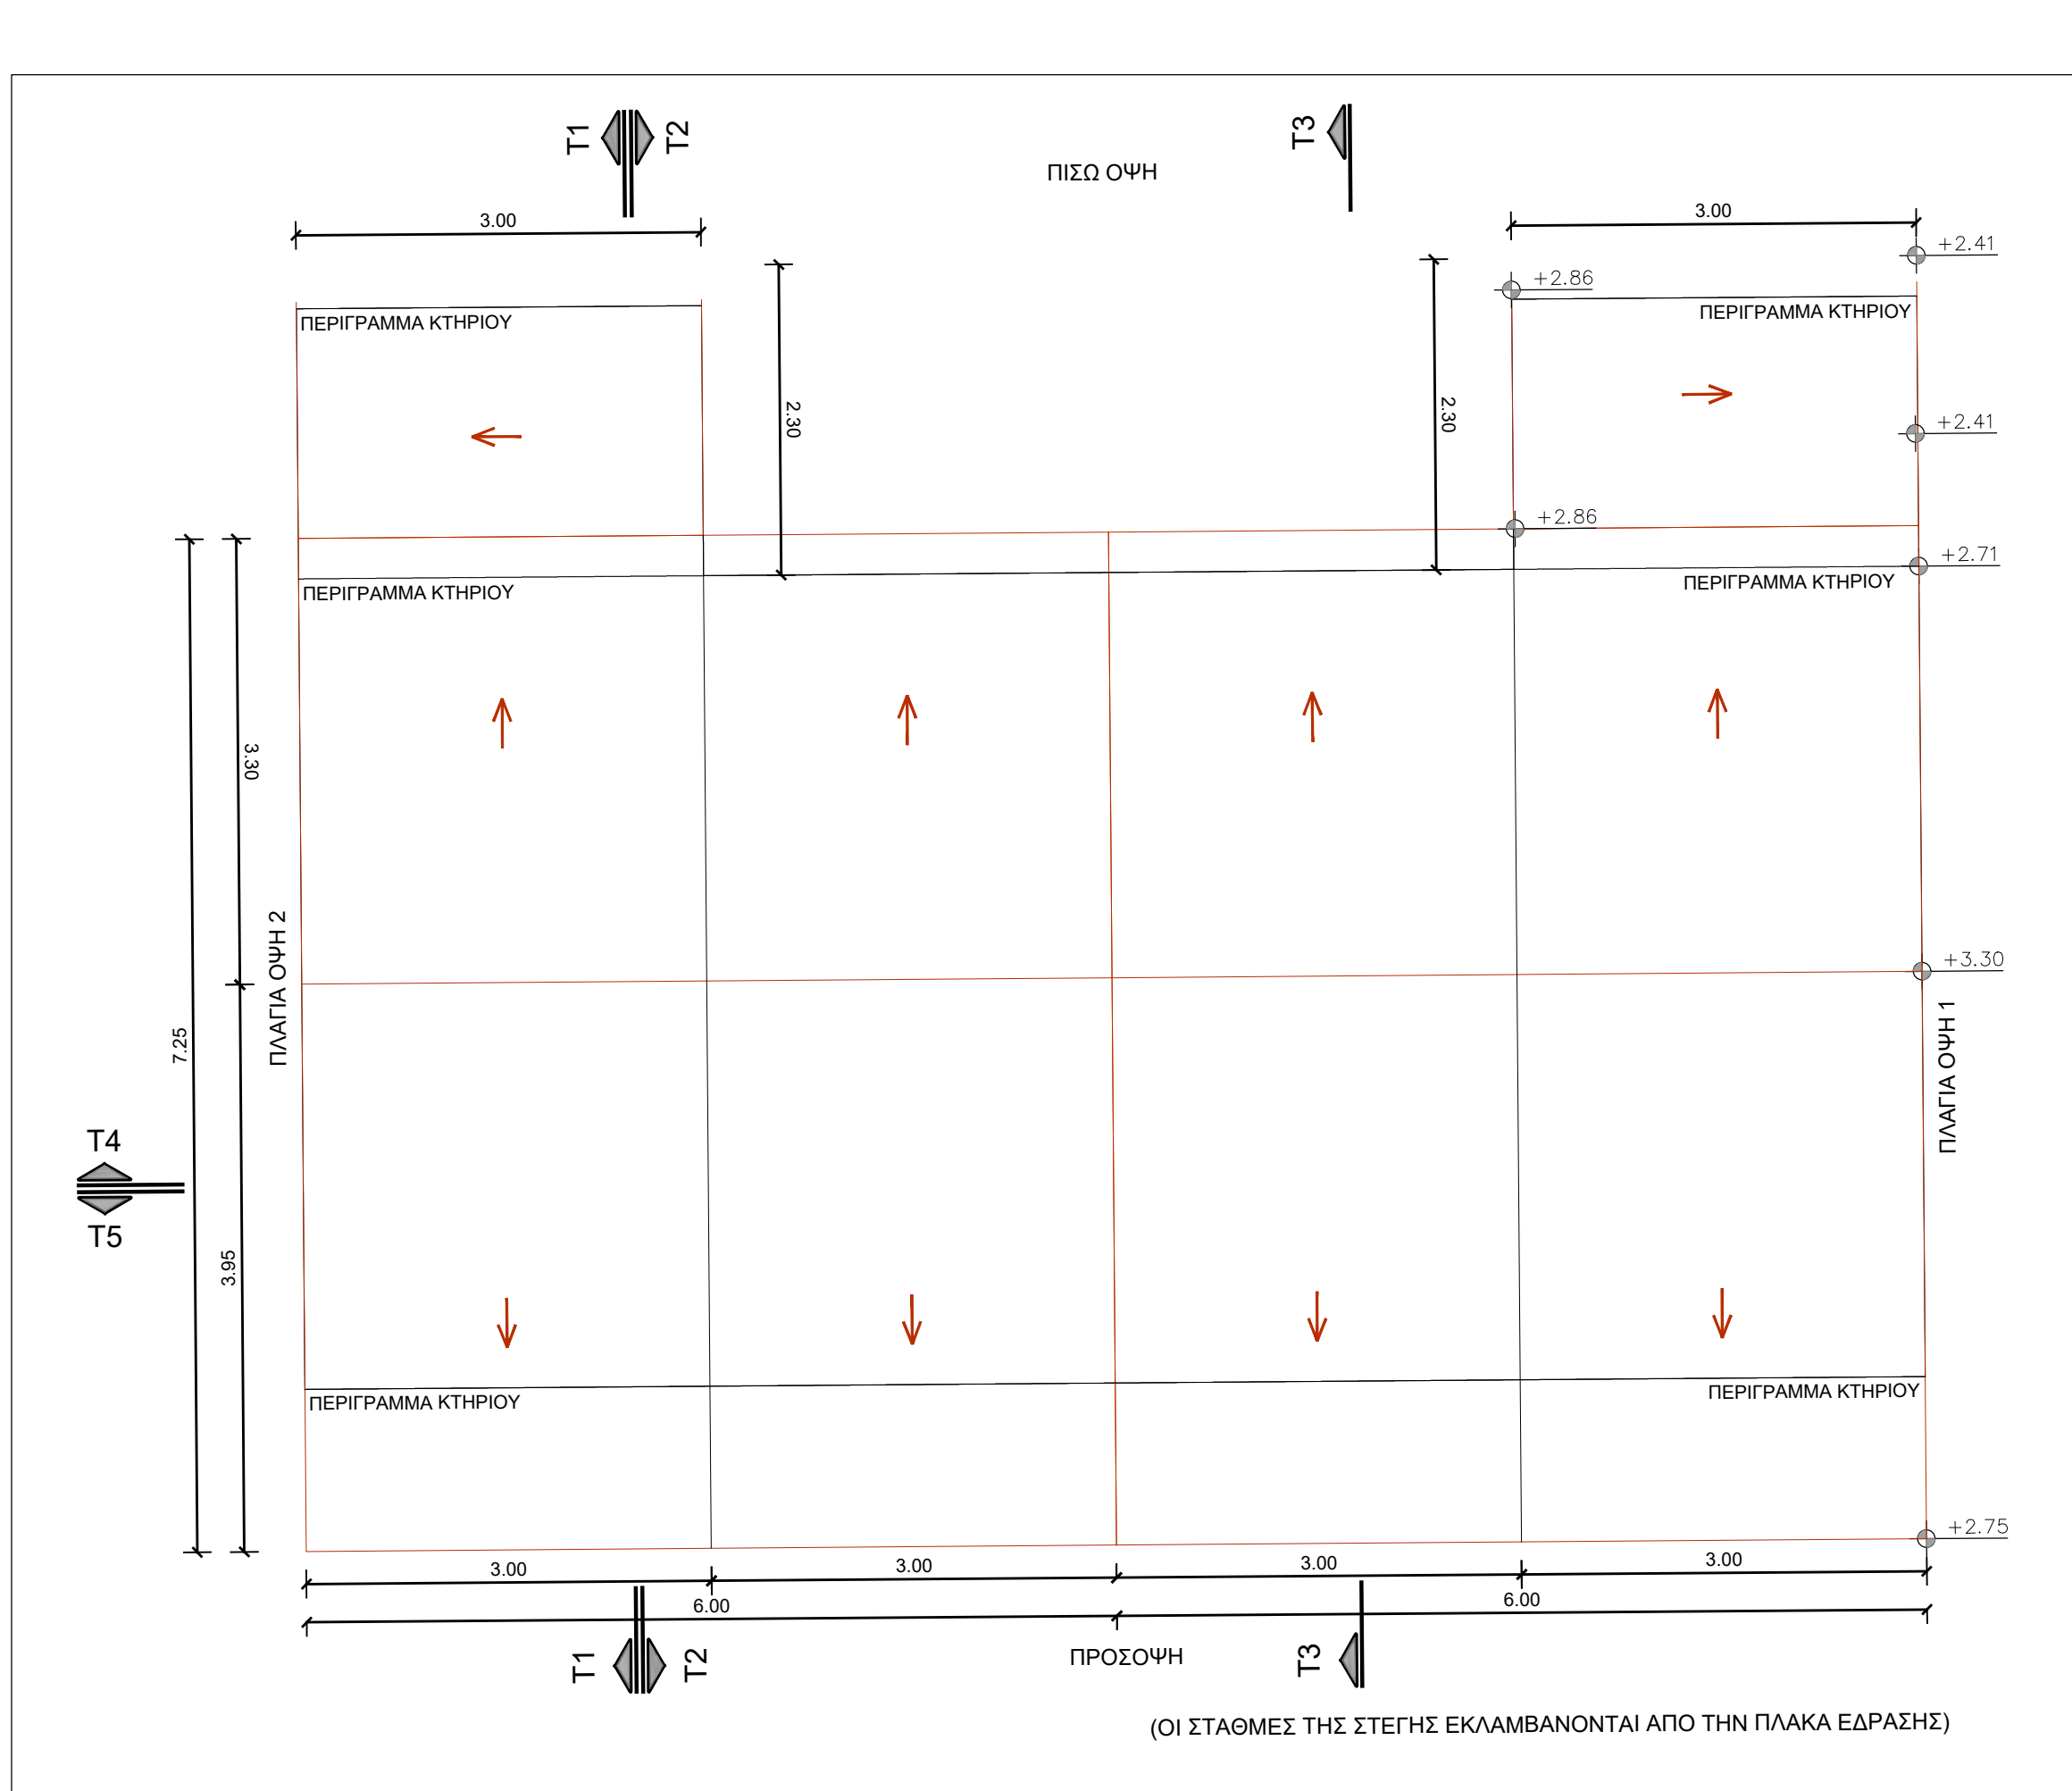 T1 T2 T3
ΠΙΣΩ ΟΨΗ
3.00 3.00
+2.41
+2.86
ΠΕΡΙΓΡΑΜΜΑ ΚΤΗΡΙΟΥ ΠΕΡΙΓΡΑΜΜΑ ΚΤΗΡΙΟΥ
2.30 2.30
+2.41
+2.86
+2.71
ΠΕΡΙΓΡΑΜΜΑ ΚΤΗΡΙΟΥ ΠΕΡΙΓΡΑΜΜΑ ΚΤΗΡΙΟΥ
3.30
+3.30
ΠΛΑΓΙΑ ΟΨΗ 2
7.25
ΠΛΑΓΙΑ ΟΨΗ 1
T4
T5
3.95
ΠΕΡΙΓΡΑΜΜΑ ΚΤΗΡΙΟΥ ΠΕΡΙΓΡΑΜΜΑ ΚΤΗΡΙΟΥ
+2.75
3.00 3.00 3.00 3.00
6.00 6.00
T1 T2 T3
ΠΡΟΣΟΨΗ
(ΟΙ ΣΤΑΘΜΕΣ ΤΗΣ ΣΤΕΓΗΣ ΕΚΛΑΜΒΑΝΟΝΤΑΙ ΑΠΟ ΤΗΝ ΠΛΑΚΑ ΕΔΡΑΣΗΣ)